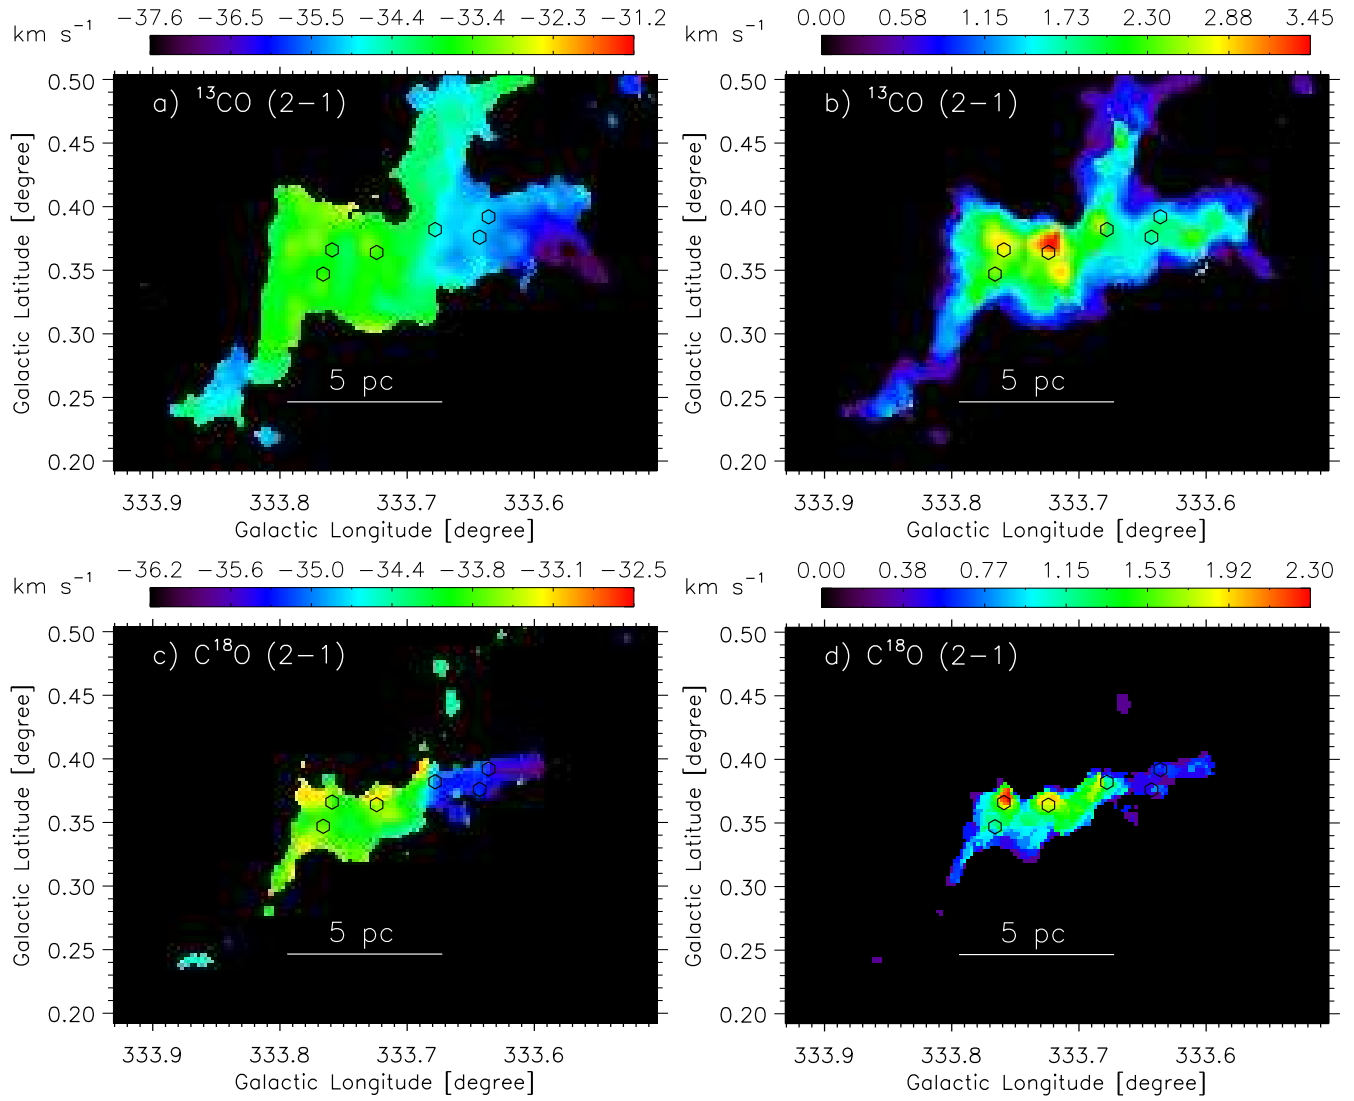 km s⁻¹ −37.6 −36.5 −35.5 −34.4 −33.4 −32.3 −31.2
a) ¹³CO (2−1)
Galactic Latitude [degree]
0.50
0.45
0.40
0.35
0.30
0.25
0.20
5 pc
333.9 333.8 333.7 333.6
Galactic Longitude [degree]
km s⁻¹ 0.00 0.58 1.15 1.73 2.30 2.88 3.45
b) ¹³CO (2−1)
Galactic Latitude [degree]
0.50
0.45
0.40
0.35
0.30
0.25
0.20
5 pc
333.9 333.8 333.7 333.6
Galactic Longitude [degree]
km s⁻¹ −36.2 −35.6 −35.0 −34.4 −33.8 −33.1 −32.5
c) C¹⁸O (2−1)
Galactic Latitude [degree]
0.50
0.45
0.40
0.35
0.30
0.25
0.20
5 pc
333.9 333.8 333.7 333.6
Galactic Longitude [degree]
km s⁻¹ 0.00 0.38 0.77 1.15 1.53 1.92 2.30
d) C¹⁸O (2−1)
Galactic Latitude [degree]
0.50
0.45
0.40
0.35
0.30
0.25
0.20
5 pc
333.9 333.8 333.7 333.6
Galactic Longitude [degree]